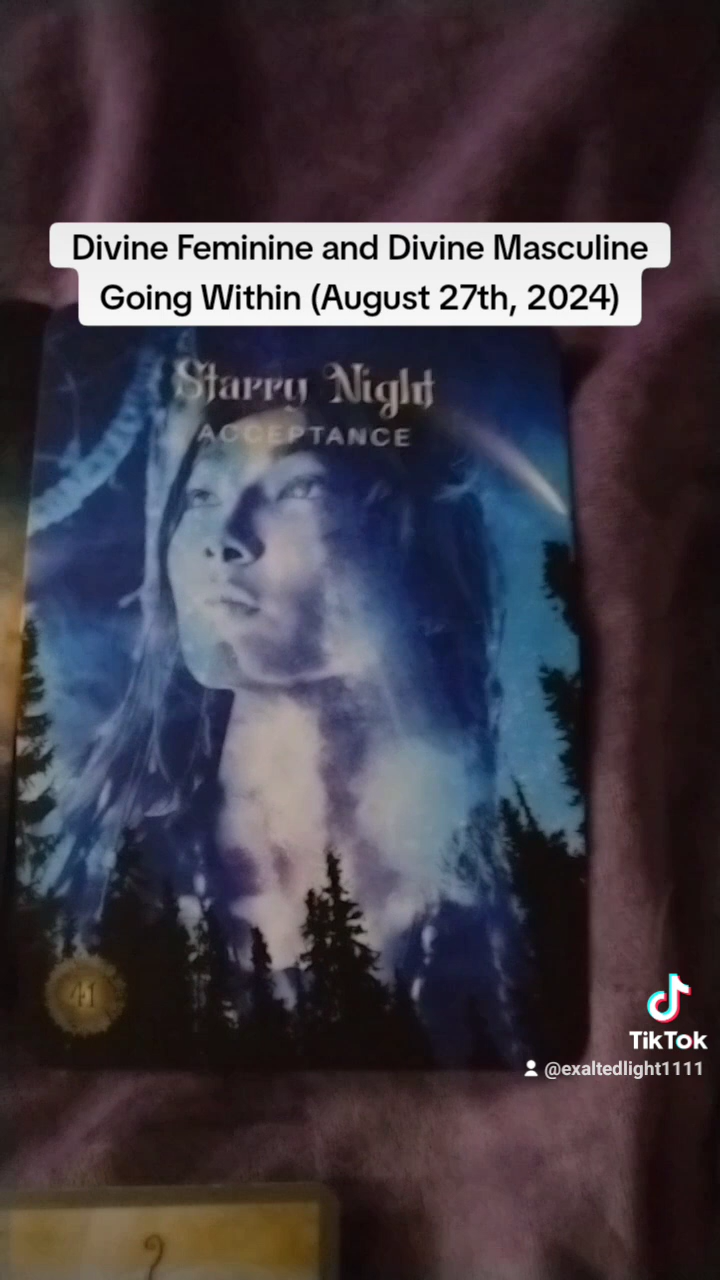 Divine Feminine and Divine Masculine
Going Within (August 27th, 2024)
Starry Night
ACCEPTANCE
41
TikTok
@exaltedlight1111